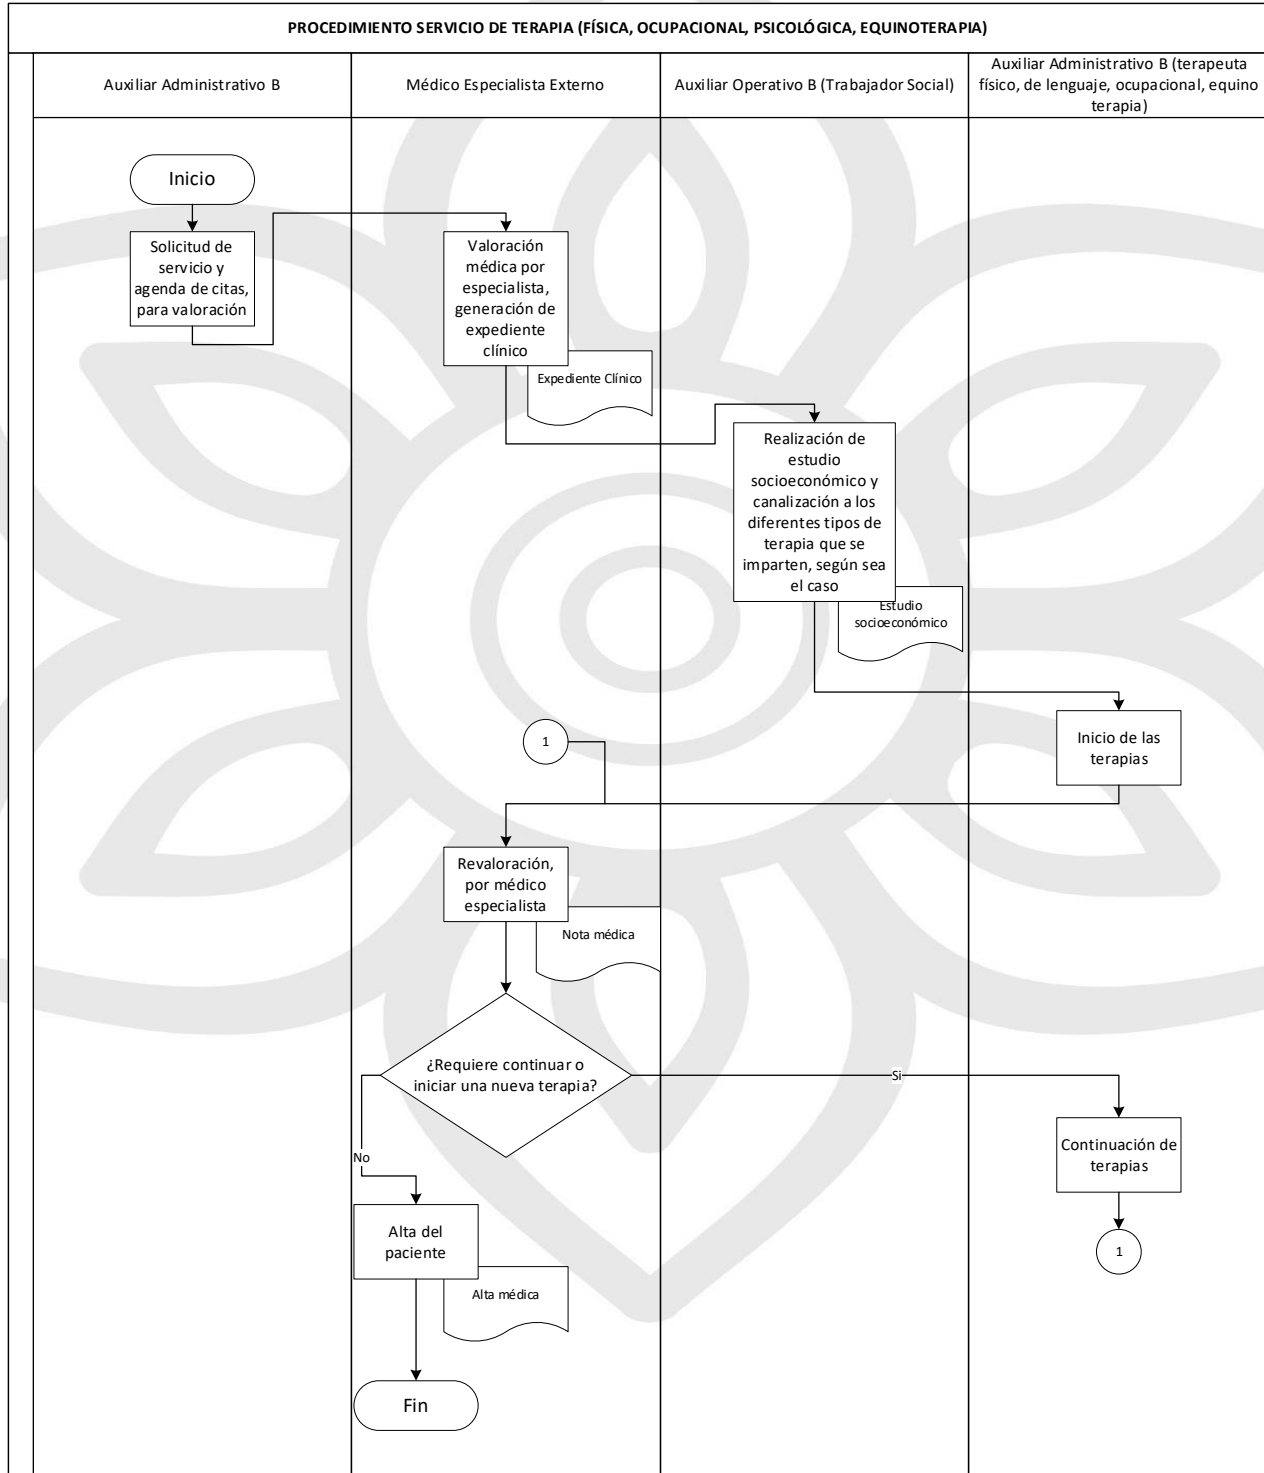 PROCEDIMIENTO SERVICIO DE TERAPIA (FÍSICA, OCUPACIONAL, PSICOLÓGICA, EQUINOTERAPIA)
Auxiliar Administrativo B
Médico Especialista Externo
Auxiliar Operativo B (Trabajador Social)
Auxiliar Administrativo B (terapeuta
físico, de lenguaje, ocupacional, equino
terapia)
Inicio
Solicitud de
servicio y
agenda de citas,
para valoración
Valoración
médica por
especialista,
generación de
expediente
clínico
Expediente Clínico
Realización de
estudio
socioeconómico y
canalización a los
diferentes tipos de
terapia que se
imparten, según sea
el caso
Estudio
socioeconómico
Inicio de las
terapias
1
Revaloración,
por médico
especialista
Nota médica
¿Requiere continuar o
iniciar una nueva terapia?
Si
No
Continuación de
terapias
1
Alta del
paciente
Alta médica
Fin